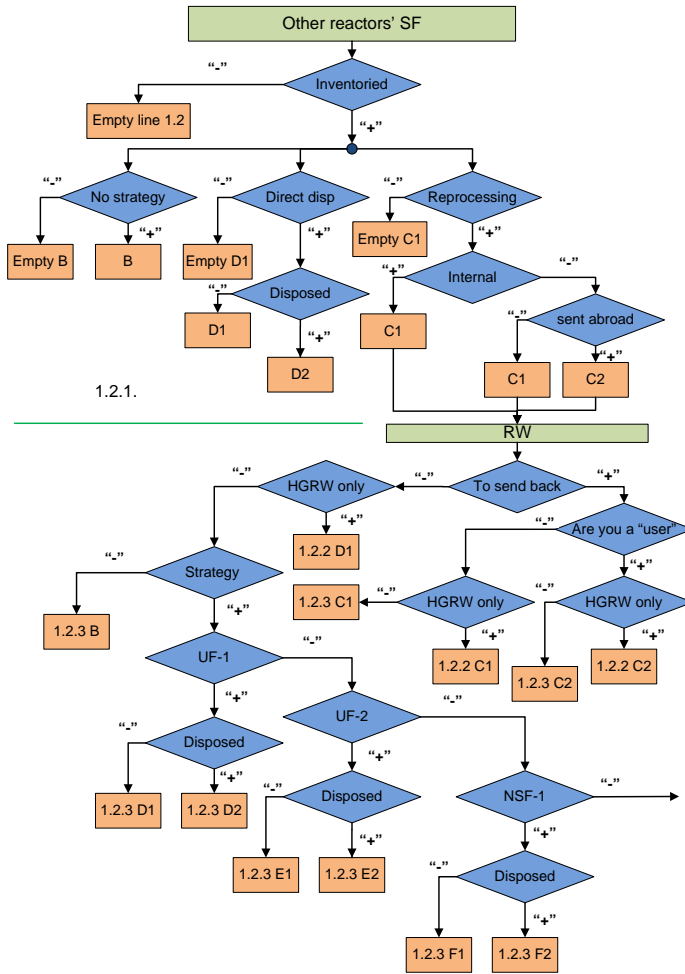 Other reactors’ SF
“-”
Inventoried
Empty line 1.2
“+”
“-”
No strategy
“-”
Direct disp
“-”
Reprocessing
“+”
“+”
Empty C1
“+”
Empty B
B
Empty D1
“+”
Internal
“-”
“-”
Disposed
D1
“+”
C1
sent abroad
“-”
“+”
D2
C1
C2
1.2.1.
RW
“-”
HGRW only
“-”
To send back
“+”
“+”
“-”
Are you a “user”
1.2.2 D1
“-”
Strategy
“+”
1.2.3 C1
“-”
HGRW only
“-”
HGRW only
1.2.3 B
“+”
“+”
“+”
UF-1
“-”
1.2.2 C1
1.2.3 C2
1.2.2 C2
“+”
UF-2
“-”
“-”
Disposed
“+”
“+”
“-”
Disposed
NSF-1
“-”
1.2.3 D1
1.2.3 D2
“+”
“+”
1.2.3 E1
1.2.3 E2
“-”
Disposed
“+”
1.2.3 F1
1.2.3 F2